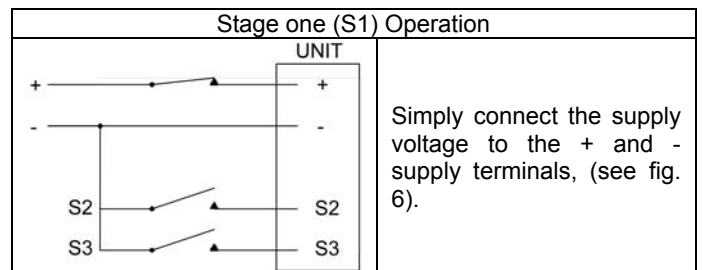 Stage one (S1) Operation
UNIT
+ +
- -
S2 S2
S3 S3
Simply connect the supply
voltage to the + and -
supply terminals, (see fig.
6).